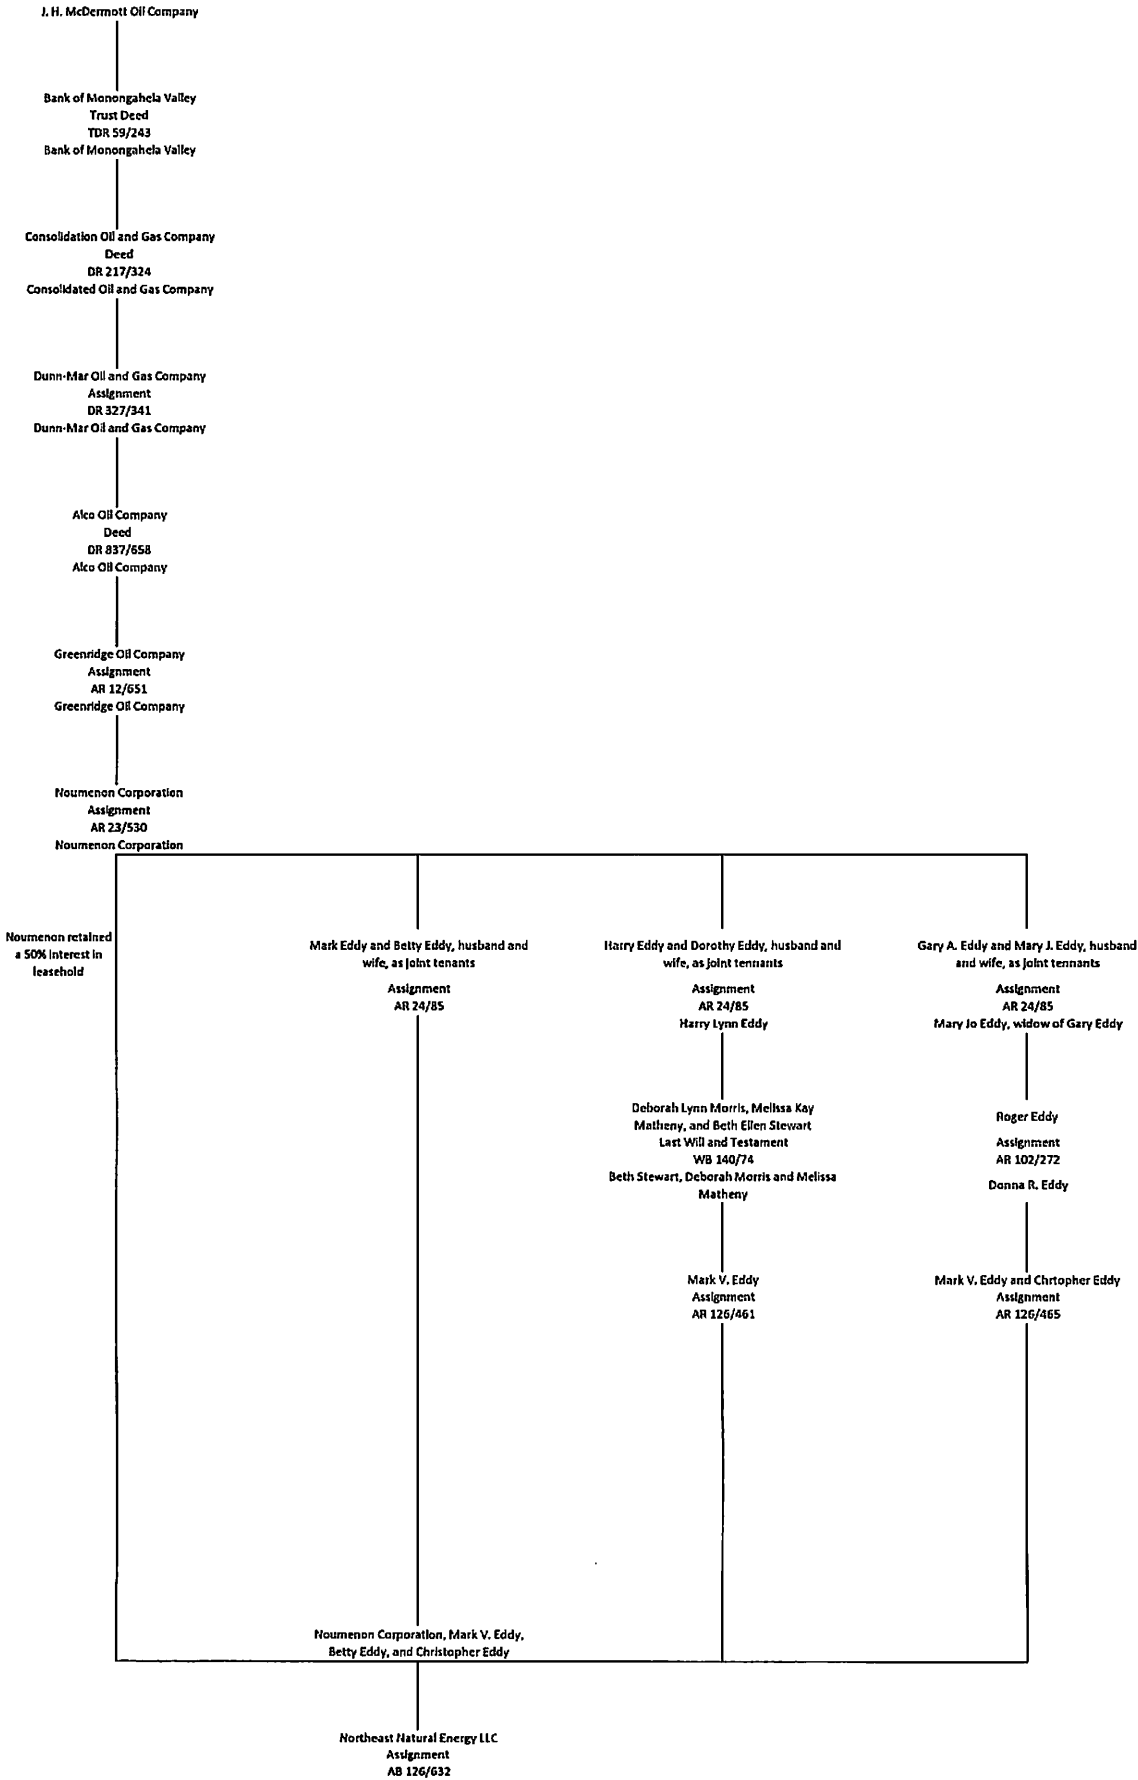 J. H. McDermott Oil Company
Bank of Monongahela Valley
Trust Deed
TDR 59/243
Bank of Monongahela Valley
Consolidation Oil and Gas Company
Deed
DR 217/324
Consolidated Oil and Gas Company
Dunn-Mar Oil and Gas Company
Assignment
DR 327/341
Dunn-Mar Oil and Gas Company
Alco Oil Company
Deed
DR 837/658
Alco Oil Company
Greenridge Oil Company
Assignment
AR 12/651
Greenridge Oil Company
Noumenon Corporation
Assignment
AR 23/530
Noumenon Corporation
Noumenon retained
a 50% interest in
leasehold
Mark Eddy and Betty Eddy, husband and
wife, as joint tenants
Assignment
AR 24/85
Harry Eddy and Dorothy Eddy, husband and
wife, as joint tennants
Assignment
AR 24/85
Harry Lynn Eddy
Deborah Lynn Morris, Melissa Kay
Matheny, and Beth Ellen Stewart
Last Will and Testament
WB 140/74
Beth Stewart, Deborah Morris and Melissa
Matheny
Mark V. Eddy
Assignment
AR 126/461
Gary A. Eddy and Mary J. Eddy, husband
and wife, as joint tennants
Assignment
AR 24/85
Mary Jo Eddy, widow of Gary Eddy
Roger Eddy
Assignment
AR 102/272
Donna R. Eddy
Mark V. Eddy and Chrtopher Eddy
Assignment
AR 126/465
Noumenon Corporation, Mark V. Eddy,
Betty Eddy, and Christopher Eddy
Northeast Natural Energy LLC
Assignment
AB 126/632